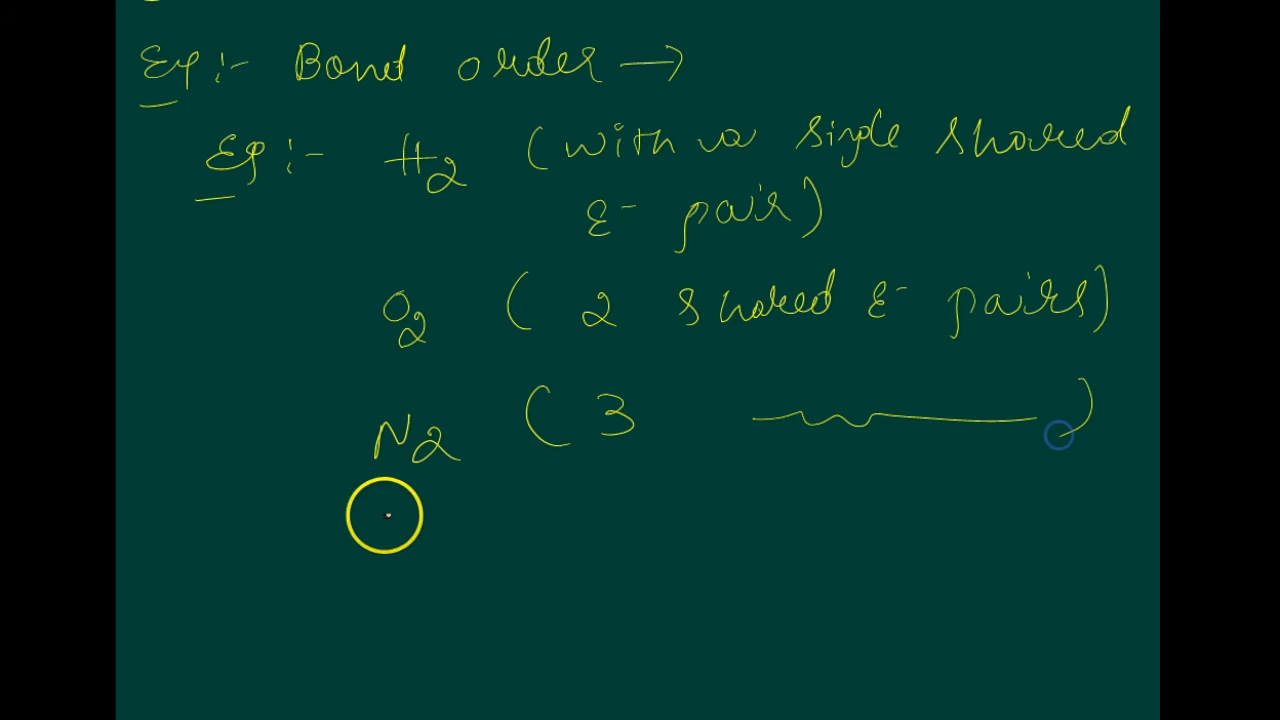 Eg :- Bond order →
Eg :- H2 (with a single shared
e- pair)
O2 (2 shared e- pairs)
N2 (3 )